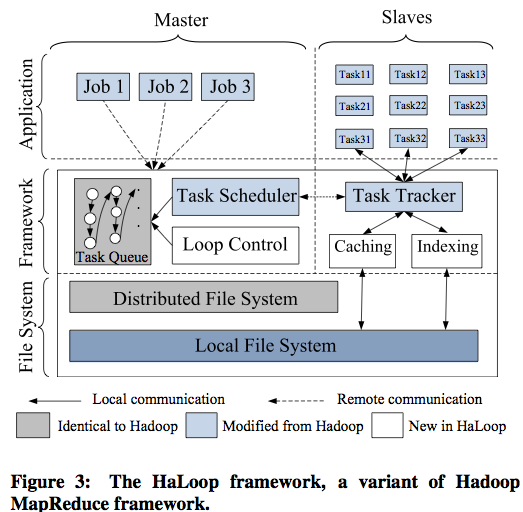 Master
Slaves
Application
Job 1
Job 2
Job 3
Task11
Task12
Task13
Task21
Task22
Task23
Task31
Task32
Task33
Framework
Task Queue
Task Scheduler
Loop Control
Task Tracker
Caching
Indexing
File System
Distributed File System
Local File System
Local communication
Remote communication
Identical to Hadoop
Modified from Hadoop
New in HaLoop
Figure 3: The HaLoop framework, a variant of Hadoop
MapReduce framework.